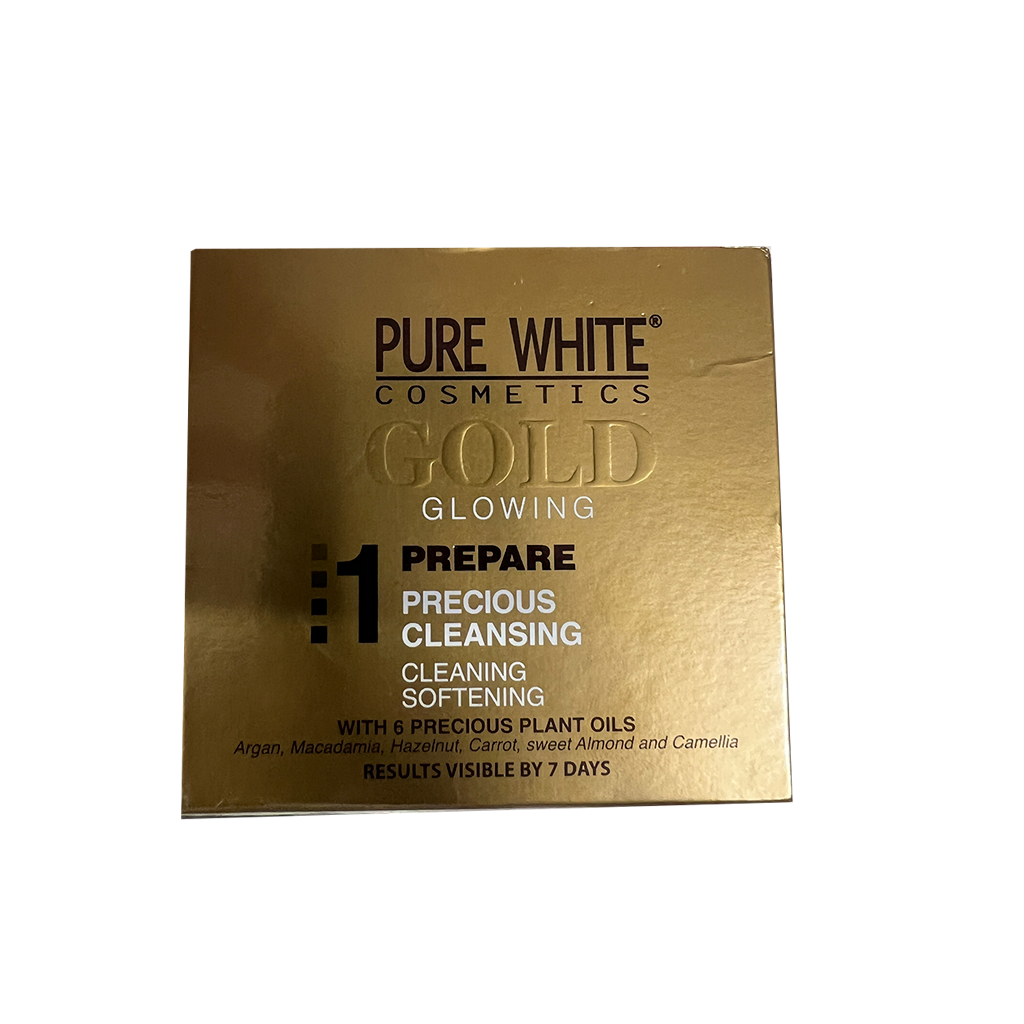 PURE WHITE®
COSMETICS
GOLD
GLOWING
1 PREPARE
PRECIOUS
CLEANSING
CLEANING
SOFTENING
WITH 6 PRECIOUS PLANT OILS
Argan, Macadamia, Hazelnut, Carrot, sweet Almond and Camellia
RESULTS VISIBLE BY 7 DAYS